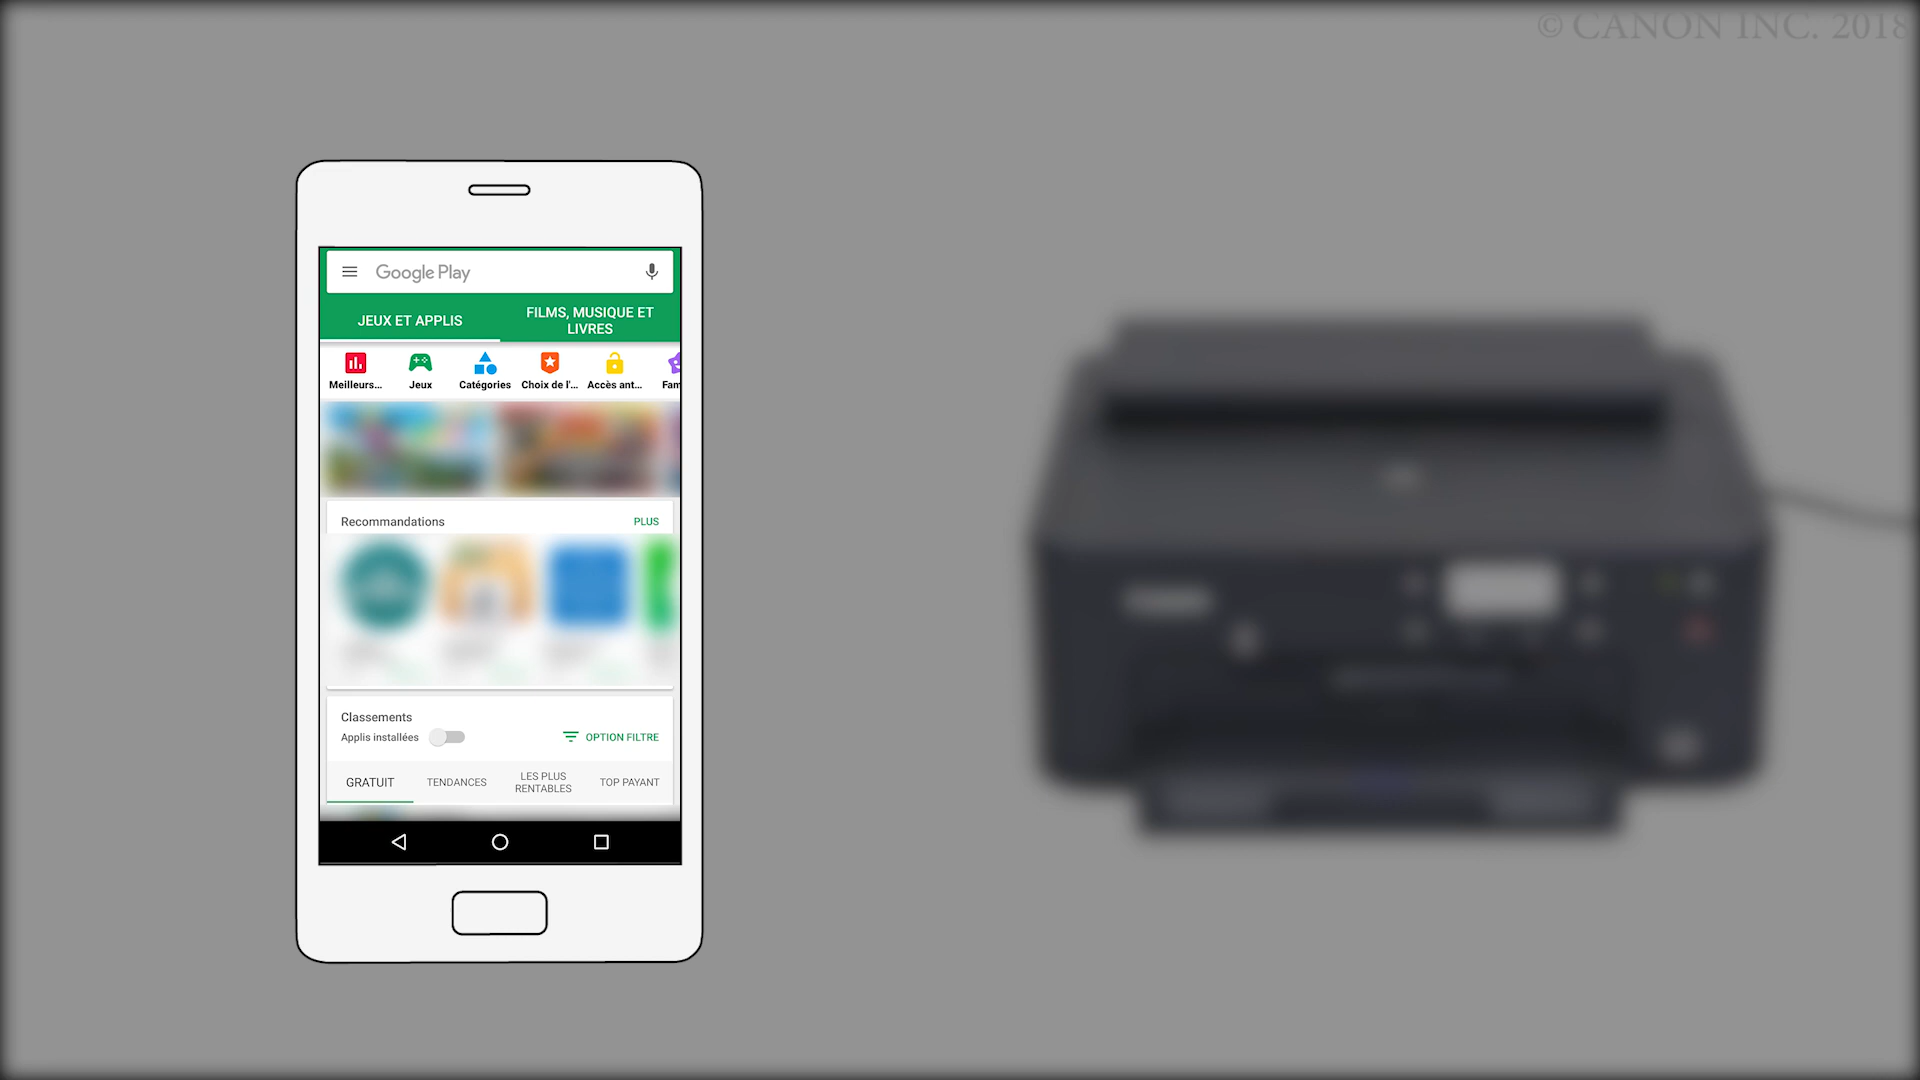 © CANON INC. 2018
Google Play
JEUX ET APPLIS
FILMS, MUSIQUE ET
LIVRES
Meilleurs...
Jeux
Catégories
Choix de l'...
Accès ant...
Fam
Recommandations
PLUS
Classements
Applis installées
OPTION FILTRE
GRATUIT
TENDANCES
LES PLUS
RENTABLES
TOP PAYANT